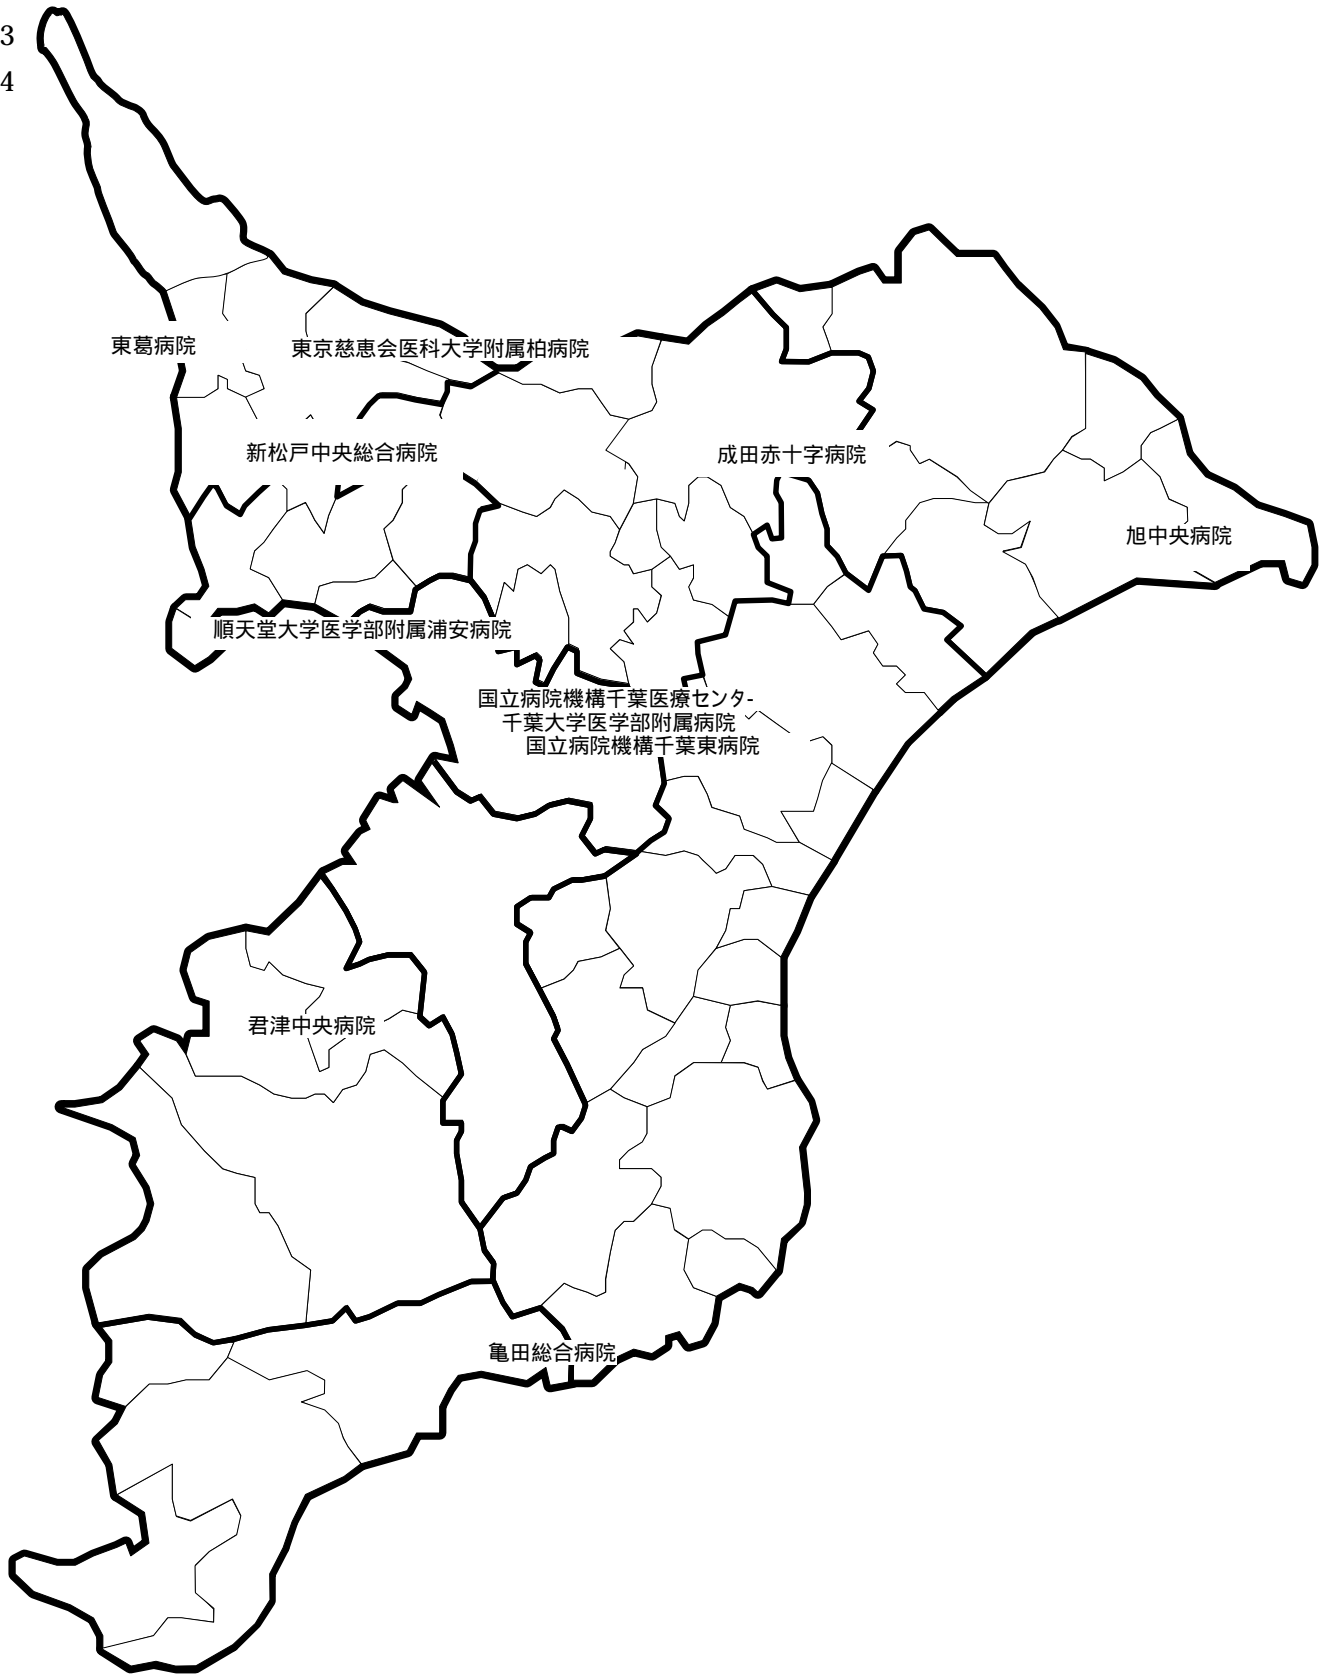 3
4
東葛病院
東京慈恵会医科大学附属柏病院
新松戸中央総合病院
成田赤十字病院
旭中央病院
順天堂大学医学部附属浦安病院
国立病院機構千葉医療センター
千葉大学医学部附属病院
国立病院機構千葉東病院
君津中央病院
亀田総合病院